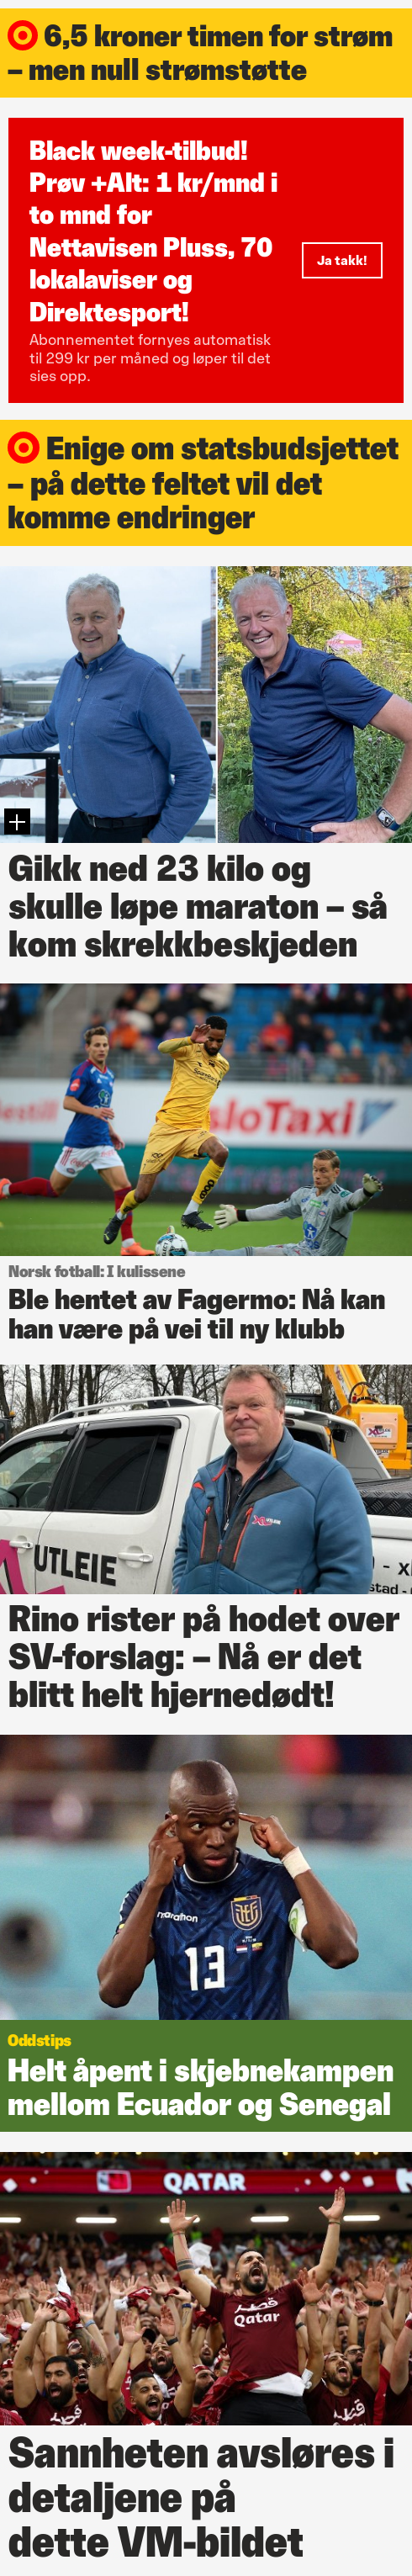 6,5 kroner timen for strøm
– men null strømstøtte
Black week-tilbud!
Prøv +Alt: 1 kr/mnd i
to mnd for
Nettavisen Pluss, 70
lokalaviser og
Direktesport!
Ja takk!
Abonnementet fornyes automatisk
til 299 kr per måned og løper til det
sies opp.
Enige om statsbudsjettet
– på dette feltet vil det
komme endringer
Gikk ned 23 kilo og
skulle løpe maraton – så
kom skrekkbeskjeden
sloTaxi
Norsk fotball: I kulissene
Ble hentet av Fagermo: Nå kan
han være på vei til ny klubb
UTLEIE
Rino rister på hodet over
SV-forslag: – Nå er det
blitt helt hjernedødt!
marathon
13
Oddstips
Helt åpent i skjebnekampen
mellom Ecuador og Senegal
QATAR
قطر
Qatar
Sannheten avsløres i
detaljene på
dette VM-bildet